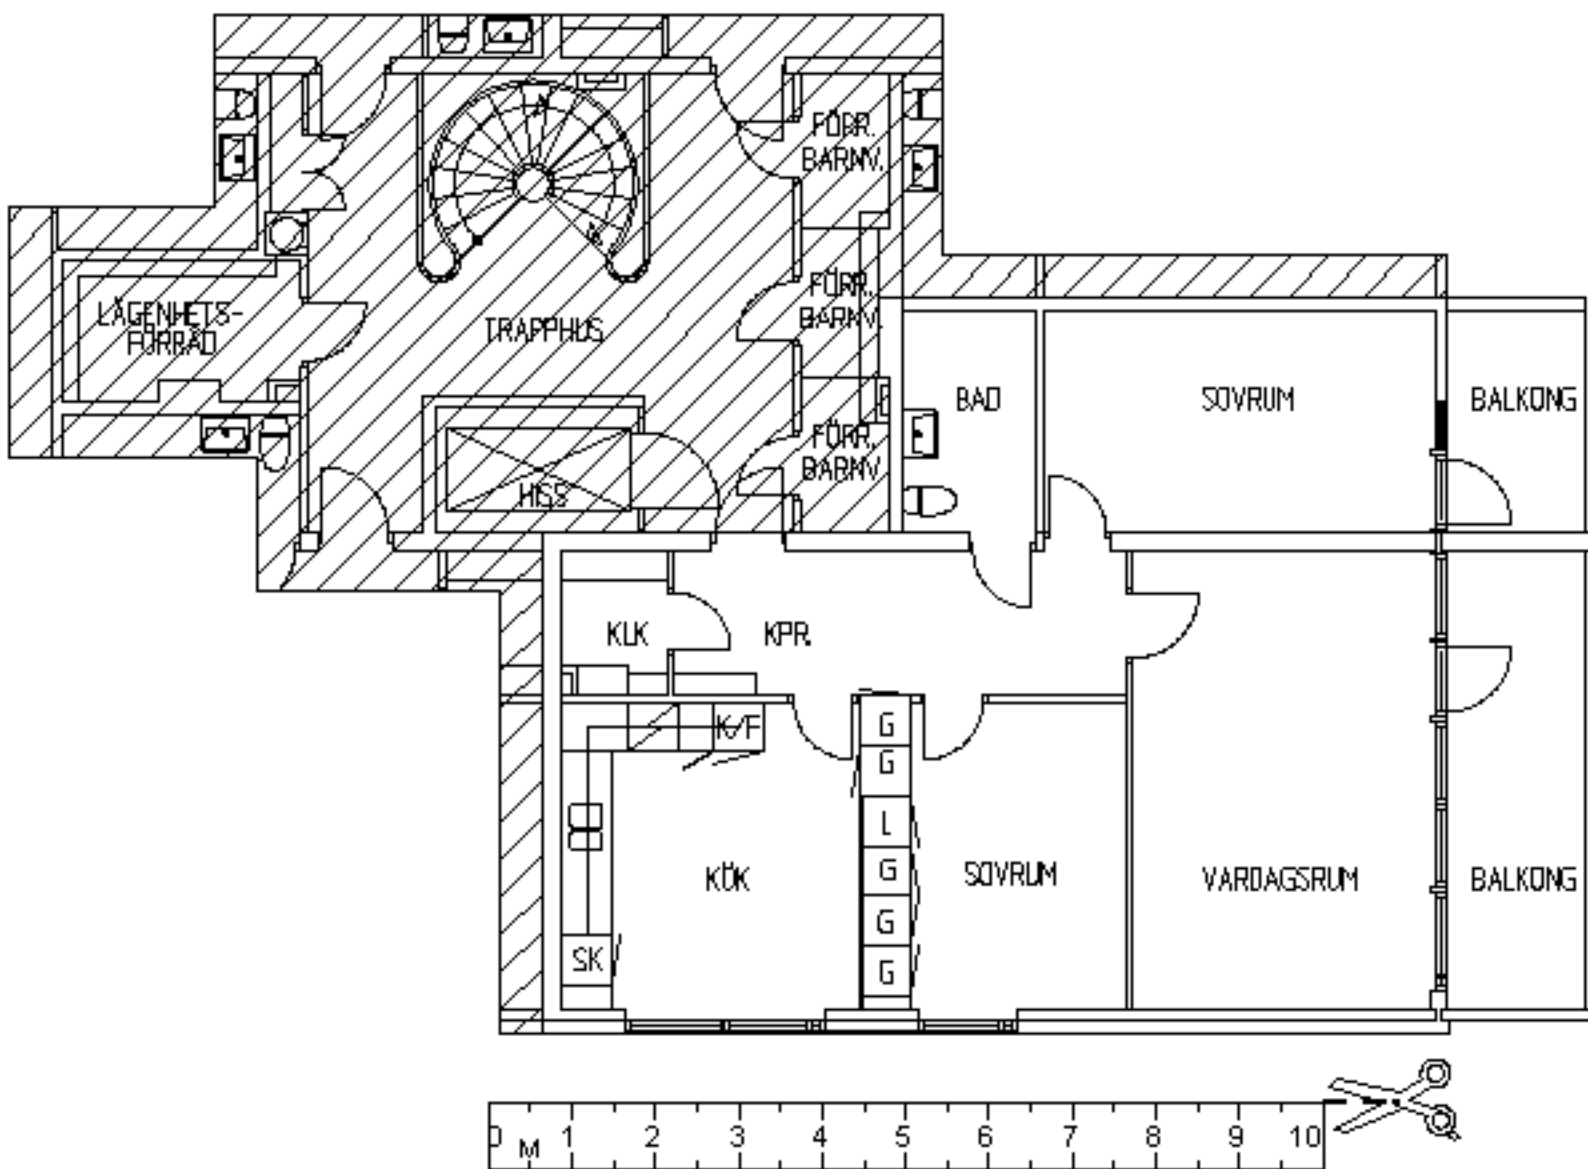 FÖRR.
BARNV.
LÄGENHETS-
FÖRRÅD
TRAPPHUS
FÖRR.
BARNV.
BAD
SOVRUM
BALKONG
FÖRR.
BARNV.
HISS
KLK
KPR.
K/F
G
G
L
G
G
G
KÖK
SOVRUM
VARDAGSRUM
BALKONG
SK
0 M 1 2 3 4 5 6 7 8 9 10